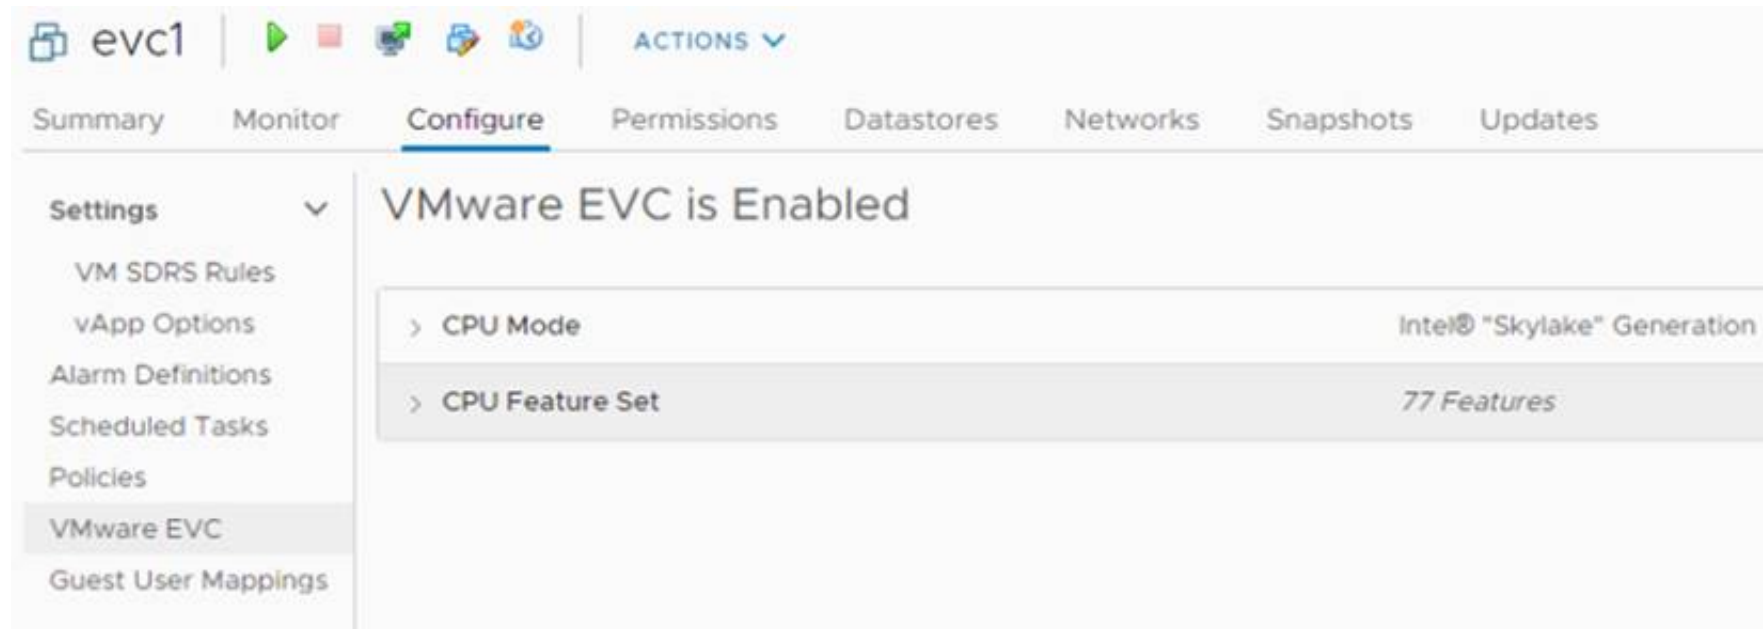 evc1 ACTIONS
Summary Monitor Configure Permissions Datastores Networks Snapshots Updates
Settings
VM SDRS Rules
vApp Options
Alarm Definitions
Scheduled Tasks
Policies
VMware EVC
Guest User Mappings
VMware EVC is Enabled
CPU Mode Intel® "Skylake" Generation
CPU Feature Set 77 Features